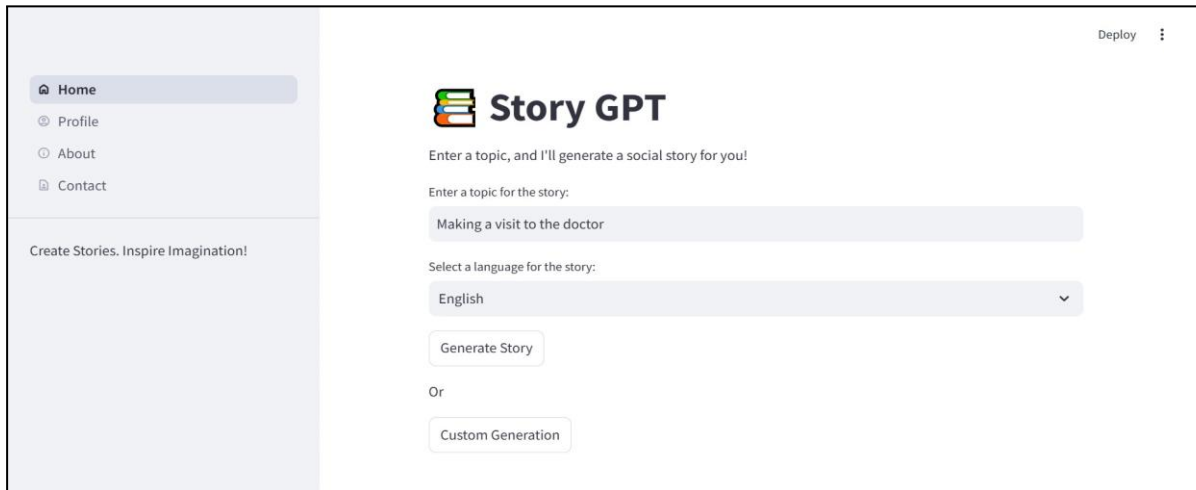 Deploy
Home
Profile
About
Contact
Create Stories. Inspire Imagination!
Story GPT
Enter a topic, and I'll generate a social story for you!
Enter a topic for the story:
Making a visit to the doctor
Select a language for the story:
English
Generate Story
Or
Custom Generation